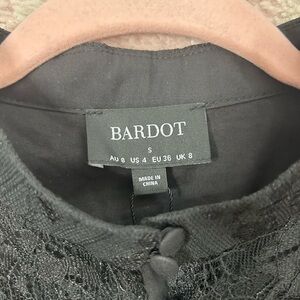 BARDOT
S
AU 8 US 4 EU 36 UK 8
MADE IN
CHINA